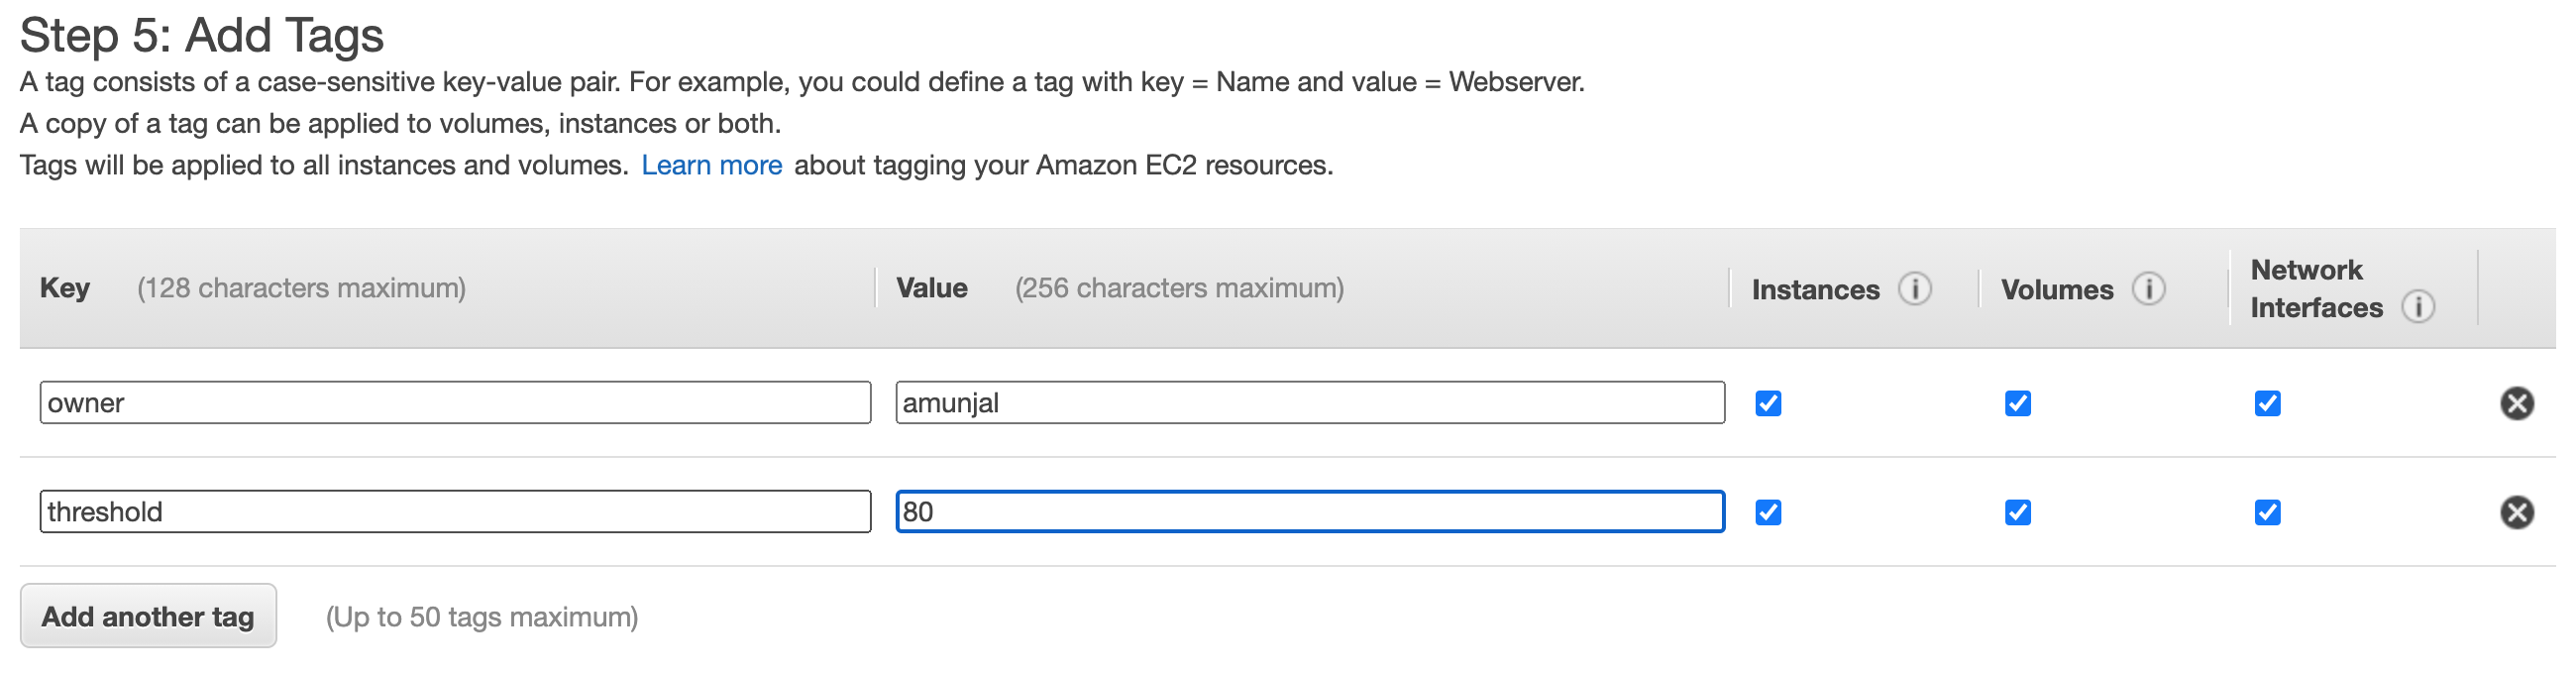 Step 5: Add Tags
A tag consists of a case-sensitive key-value pair. For example, you could define a tag with key = Name and value = Webserver.
A copy of a tag can be applied to volumes, instances or both.
Tags will be applied to all instances and volumes. Learn more about tagging your Amazon EC2 resources.
Key (128 characters maximum) Value (256 characters maximum) Instances Volumes Network Interfaces
owner amunjal
threshold 80
Add another tag (Up to 50 tags maximum)